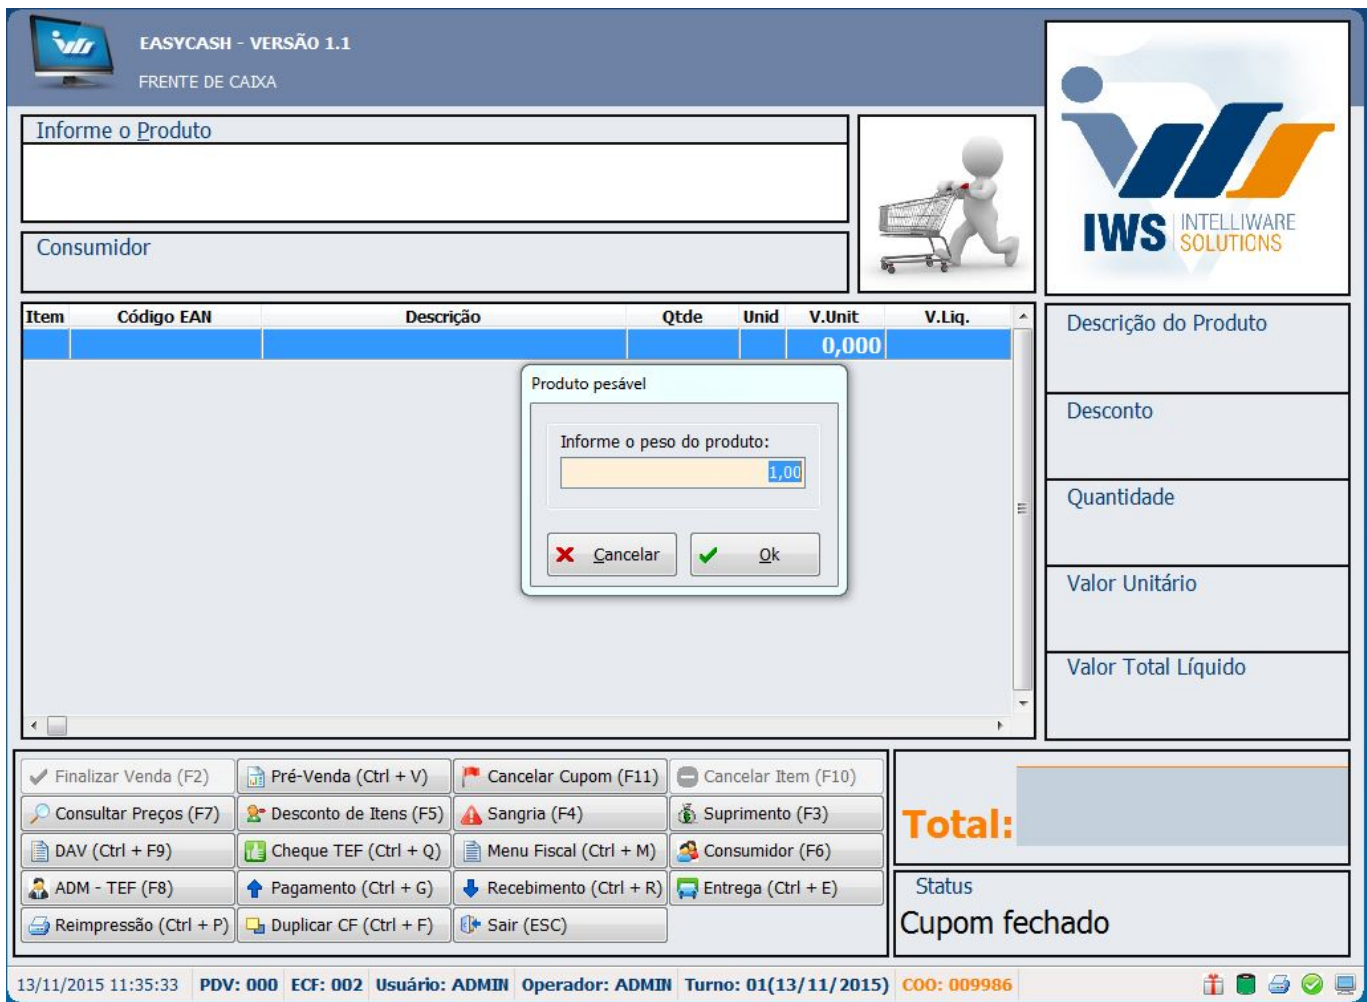 EASYCASH - VERSÃO 1.1
FRENTE DE CAIXA
iws
IWS INTELLIWARE SOLUTIONS
Informe o Produto
Consumidor
Item Código EAN Descrição Qtde Unid V.Unit V.Liq.
0,000
Produto pesável
Informe o peso do produto:
1,00
Cancelar Ok
Descrição do Produto
Desconto
Quantidade
Valor Unitário
Valor Total Líquido
Finalizar Venda (F2) Pré-Venda (Ctrl + V) Cancelar Cupom (F11) Cancelar Item (F10)
Consultar Preços (F7) Desconto de Itens (F5) Sangria (F4) Suprimento (F3)
DAV (Ctrl + F9) Cheque TEF (Ctrl + Q) Menu Fiscal (Ctrl + M) Consumidor (F6)
ADM - TEF (F8) Pagamento (Ctrl + G) Recebimento (Ctrl + R) Entrega (Ctrl + E)
Reimpressão (Ctrl + P) Duplicar CF (Ctrl + F) Sair (ESC)
Total:
Status
Cupom fechado
13/11/2015 11:35:33 PDV: 000 ECF: 002 Usuário: ADMIN Operador: ADMIN Turno: 01(13/11/2015) COO: 009986